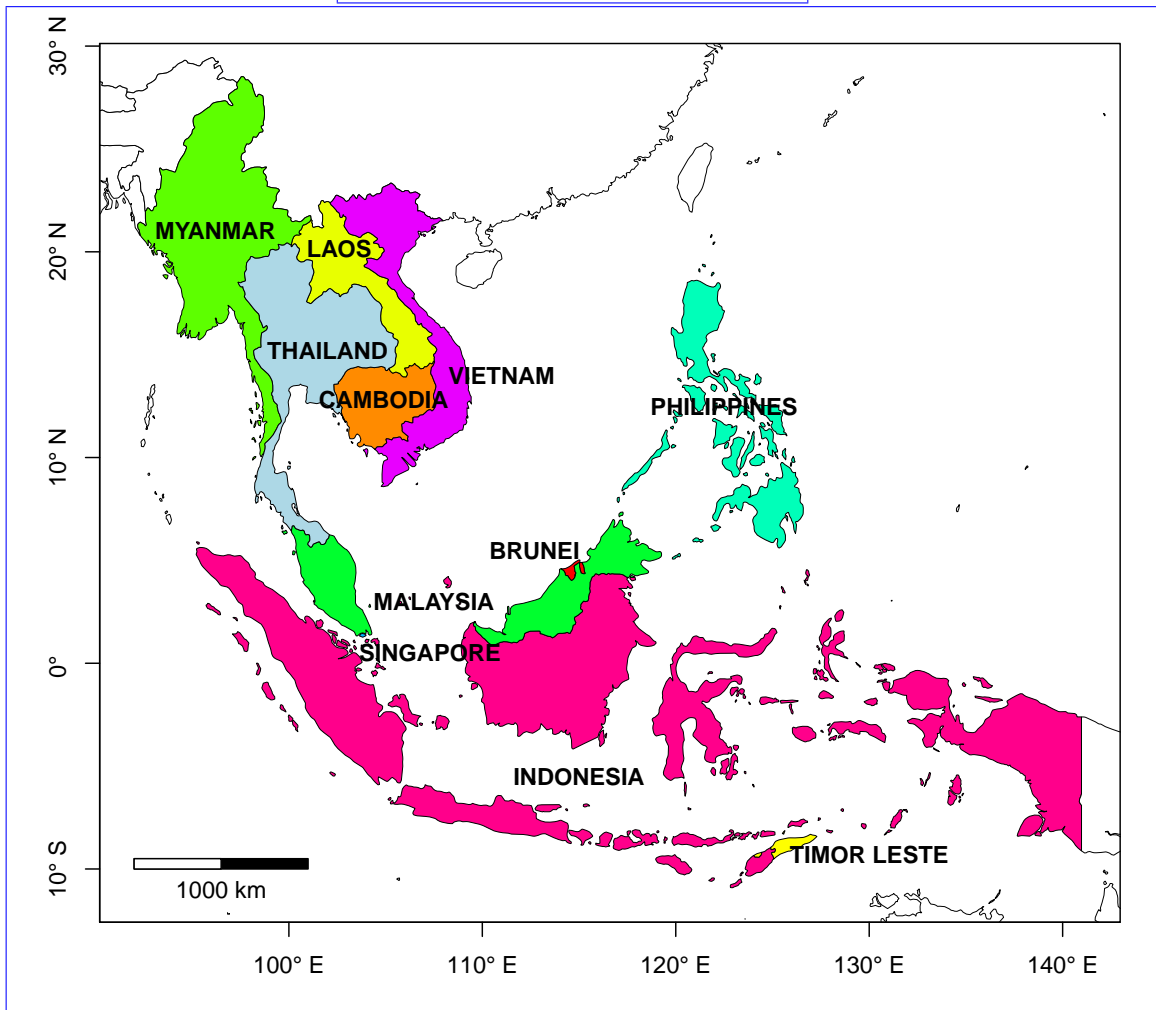 30° N
20° N
10° N
0°
10° S
MYANMAR
LAOS
THAILAND
VIETNAM
CAMBODIA
PHILIPPINES
BRUNEI
MALAYSIA
SINGAPORE
INDONESIA
TIMOR LESTE
1000 km
100° E
110° E
120° E
130° E
140° E